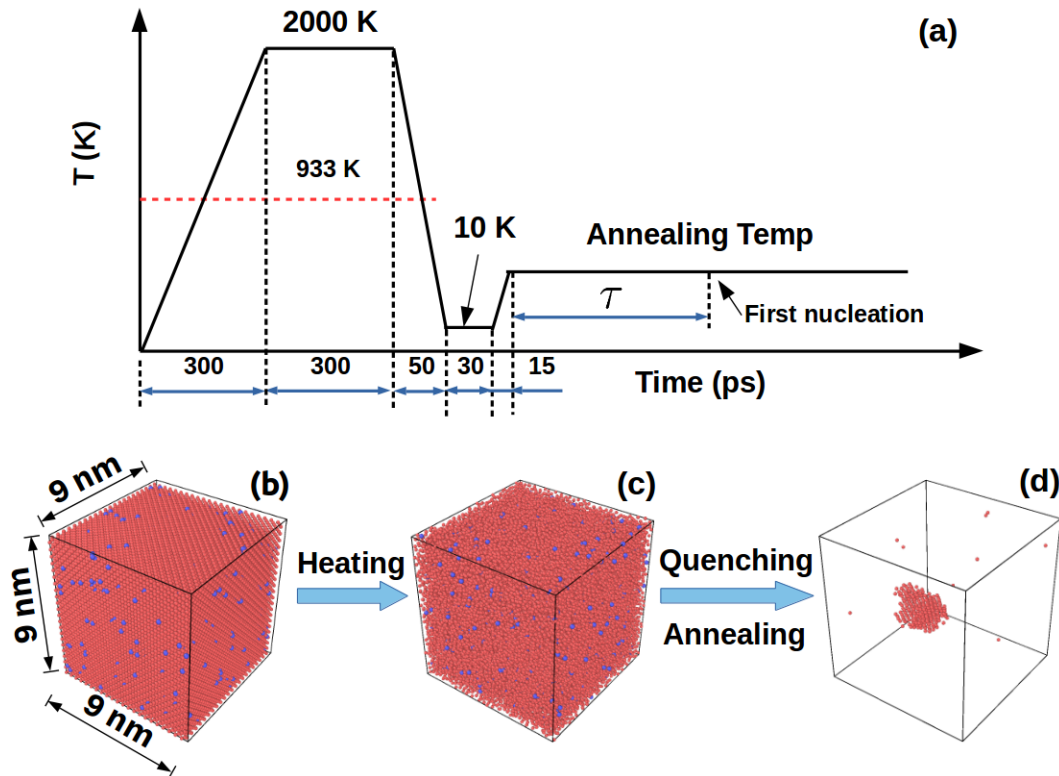 2000 K
(a)
T (K)
933 K
10 K
Annealing Temp
τ
First nucleation
300
300
50
30
15
Time (ps)
9 nm
(b)
(c)
(d)
Heating
Quenching
Annealing
9 nm
9 nm